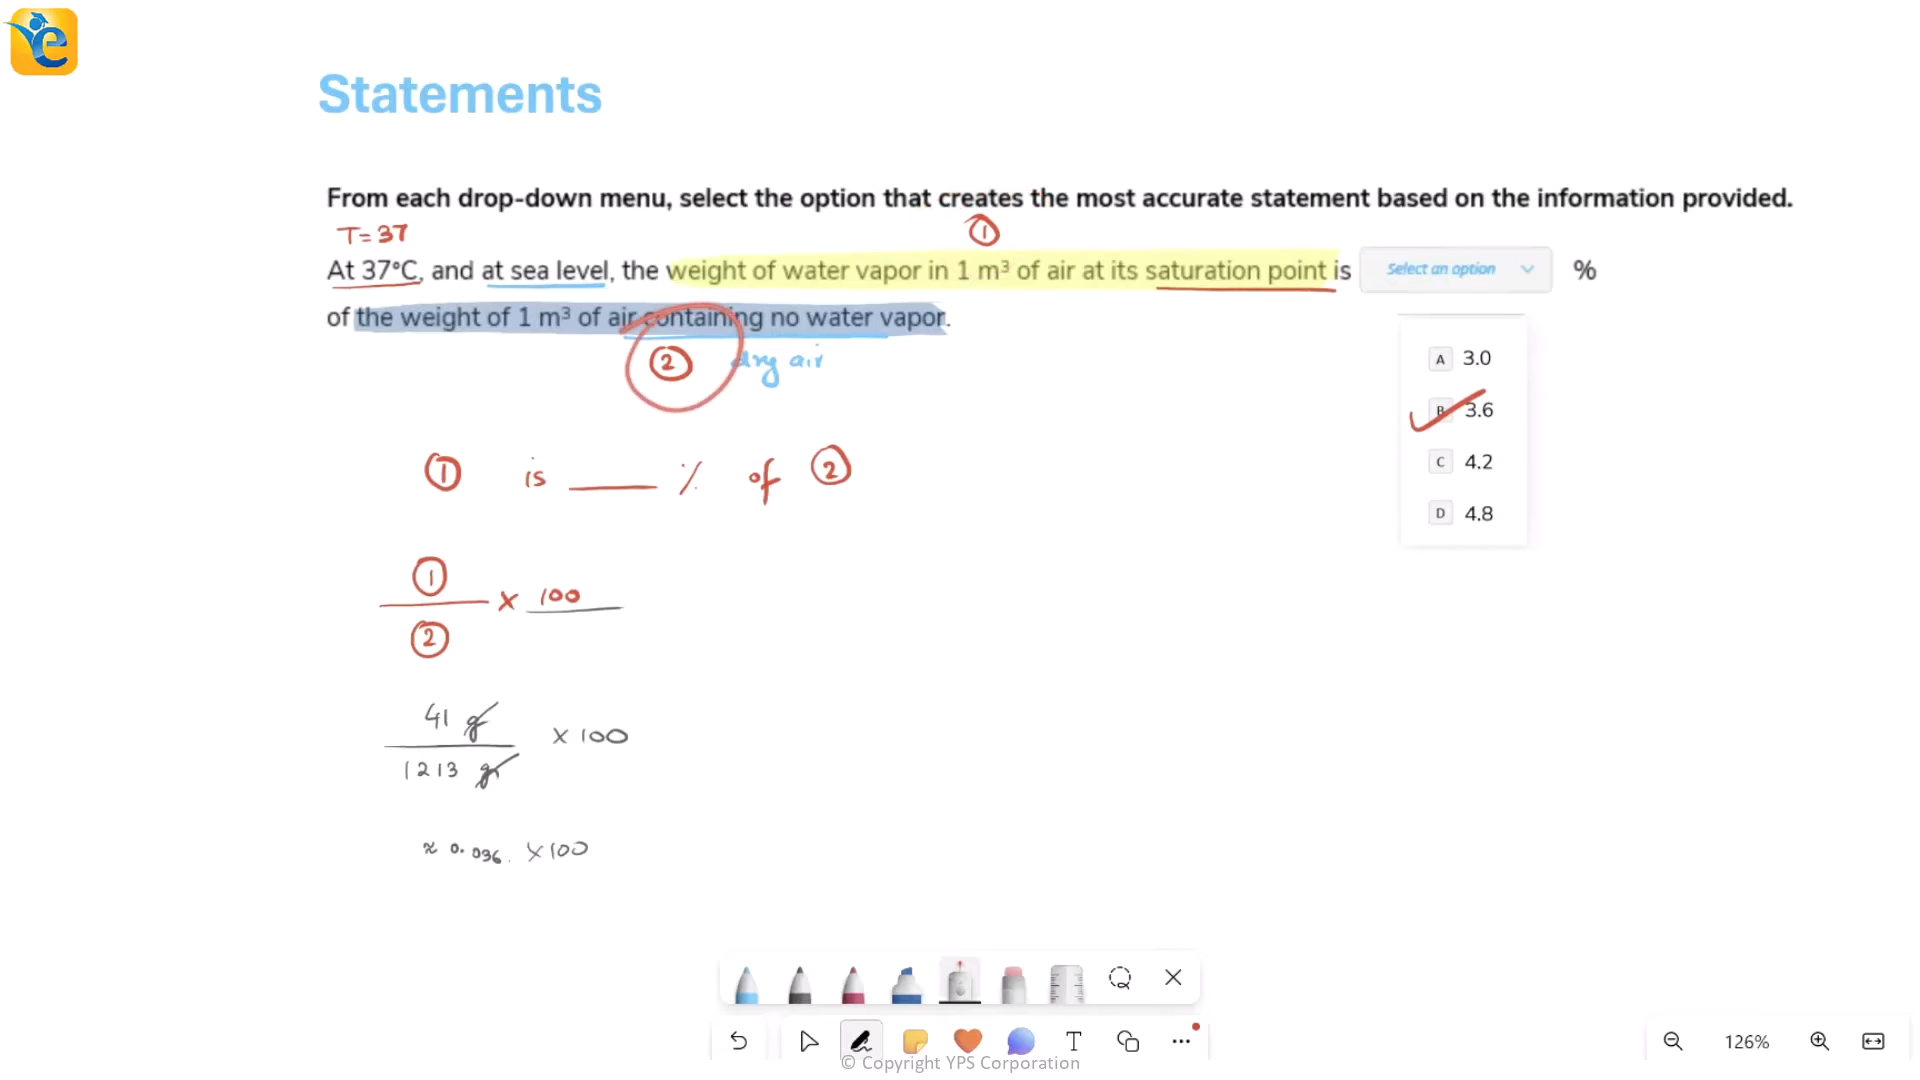 e
Statements
From each drop-down menu, select the option that creates the most accurate statement based on the information provided.
T=37
①
At 37°C, and at sea level, the weight of water vapor in 1 m³ of air at its saturation point is Select an option %
of the weight of 1 m³ of air containing no water vapor.
② dry air
A 3.0
B 3.6
C 4.2
D 4.8
① is ___ % of ②
① × 100
②
41 g × 100
1213 g
≈ 0.036. × 100
T
126%
© Copyright YPS Corporation